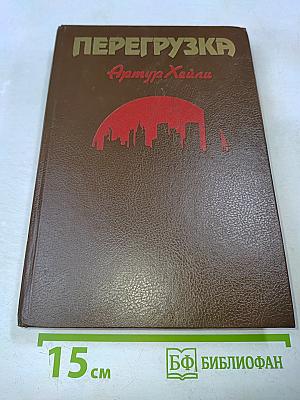 ПЕРЕГРУЗКА
Артур Хейли
15 см
БФ БИБЛИОФАН